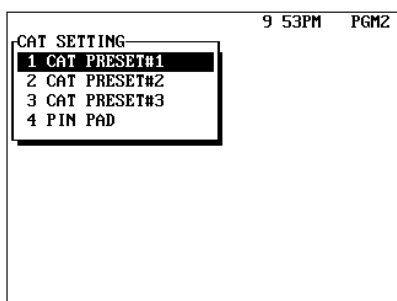 9 53PM PGM2
CAT SETTING
1 CAT PRESET#1
2 CAT PRESET#2
3 CAT PRESET#3
4 PIN PAD